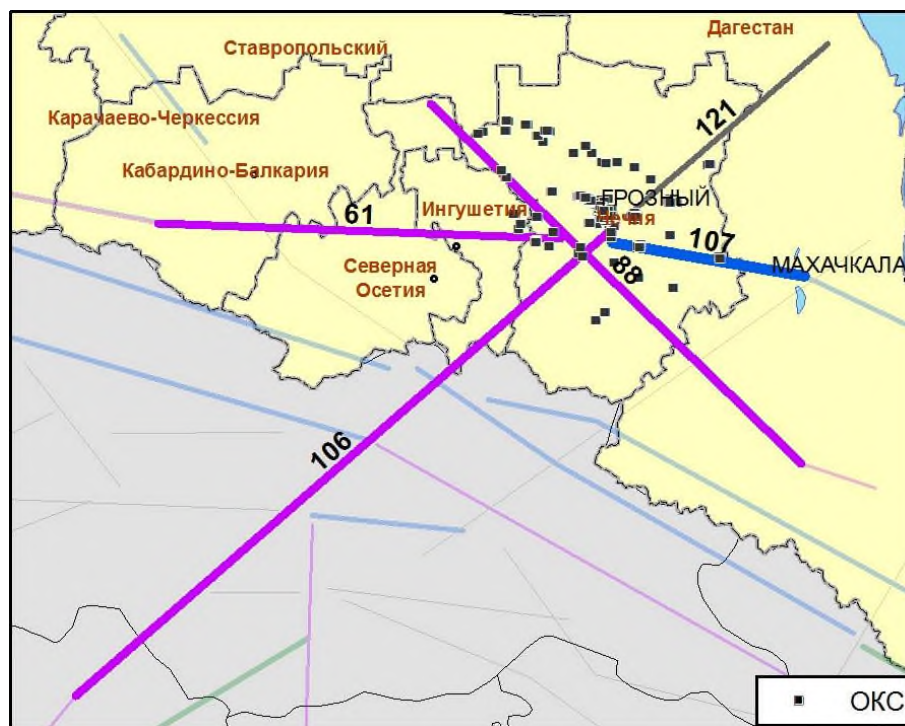 Дагестан
Ставропольский
121
Карачаево-Черкессия
Кабардино-Балкария
ГРОЗНЫЙ
61
Ингушетия
Чечня
107
88
МАХАЧКАЛА
Северная
Осетия
106
ОКС